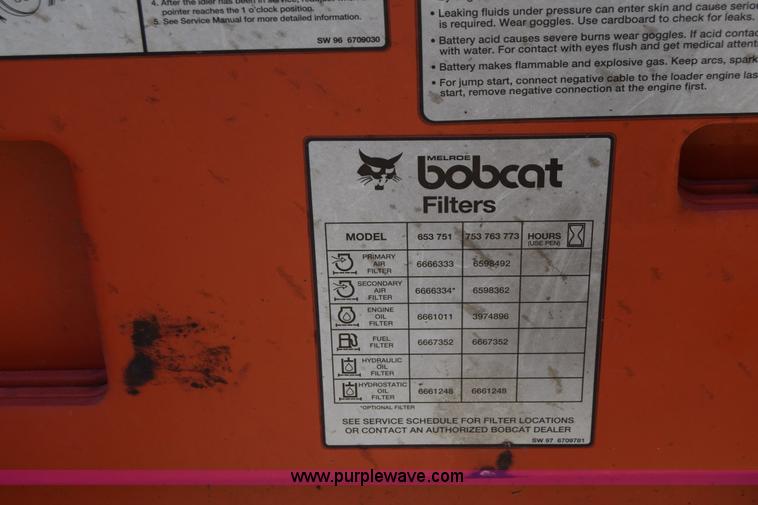 4. After the idler has been in service, readjust when
pointer reaches the 1 o'clock position.
5. See Service Manual for more detailed information.
SW 96 6709030
• Leaking fluids under pressure can enter skin and cause
is required. Wear goggles. Use cardboard to check for leaks.
• Battery acid causes severe burns wear goggles. If acid
with water. For contact with eyes flush and get medical
• Battery makes flammable and explosive gas. Keep arcs,
• For jump start, connect negative cable to the loader engine
start, remove negative connection at the engine first.
MELROE
bobcat
Filters
MODEL 653 751 753 763 773 HOURS
(USE PEN)
PRIMARY
AIR
FILTER
6666333 6598492
SECONDARY
AIR
FILTER
6666334* 6598362
ENGINE
OIL
FILTER
6661011 3974896
FUEL
FILTER
6667352 6667352
HYDRAULIC
OIL
FILTER
HYDROSTATIC
OIL
FILTER
6661248 6661248
*OPTIONAL FILTER
SEE SERVICE SCHEDULE FOR FILTER LOCATIONS
OR CONTACT AN AUTHORIZED BOBCAT DEALER
SW 97 6709781
www.purplewave.com